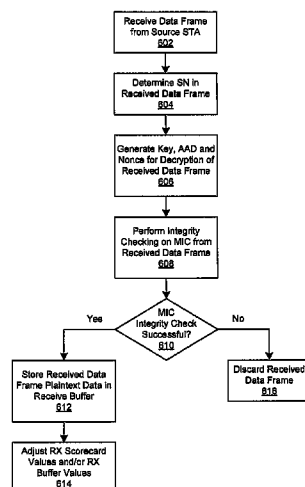 Receive Data Frame
from Source STA
602
Determine SN in
Received Data Frame
604
Generate Key, AAD and
Nonce for Decryption of
Received Data Frame
606
Perform Integrity
Checking on MIC from
Received Data Frame
608
MIC
Integrity Check
Successful?
610
Yes
No
Store Received Data
Frame Plaintext Data in
Receive Buffer
612
Discard Received
Data Frame
616
Adjust RX Scorecard
Values and/or RX
Buffer Values
614